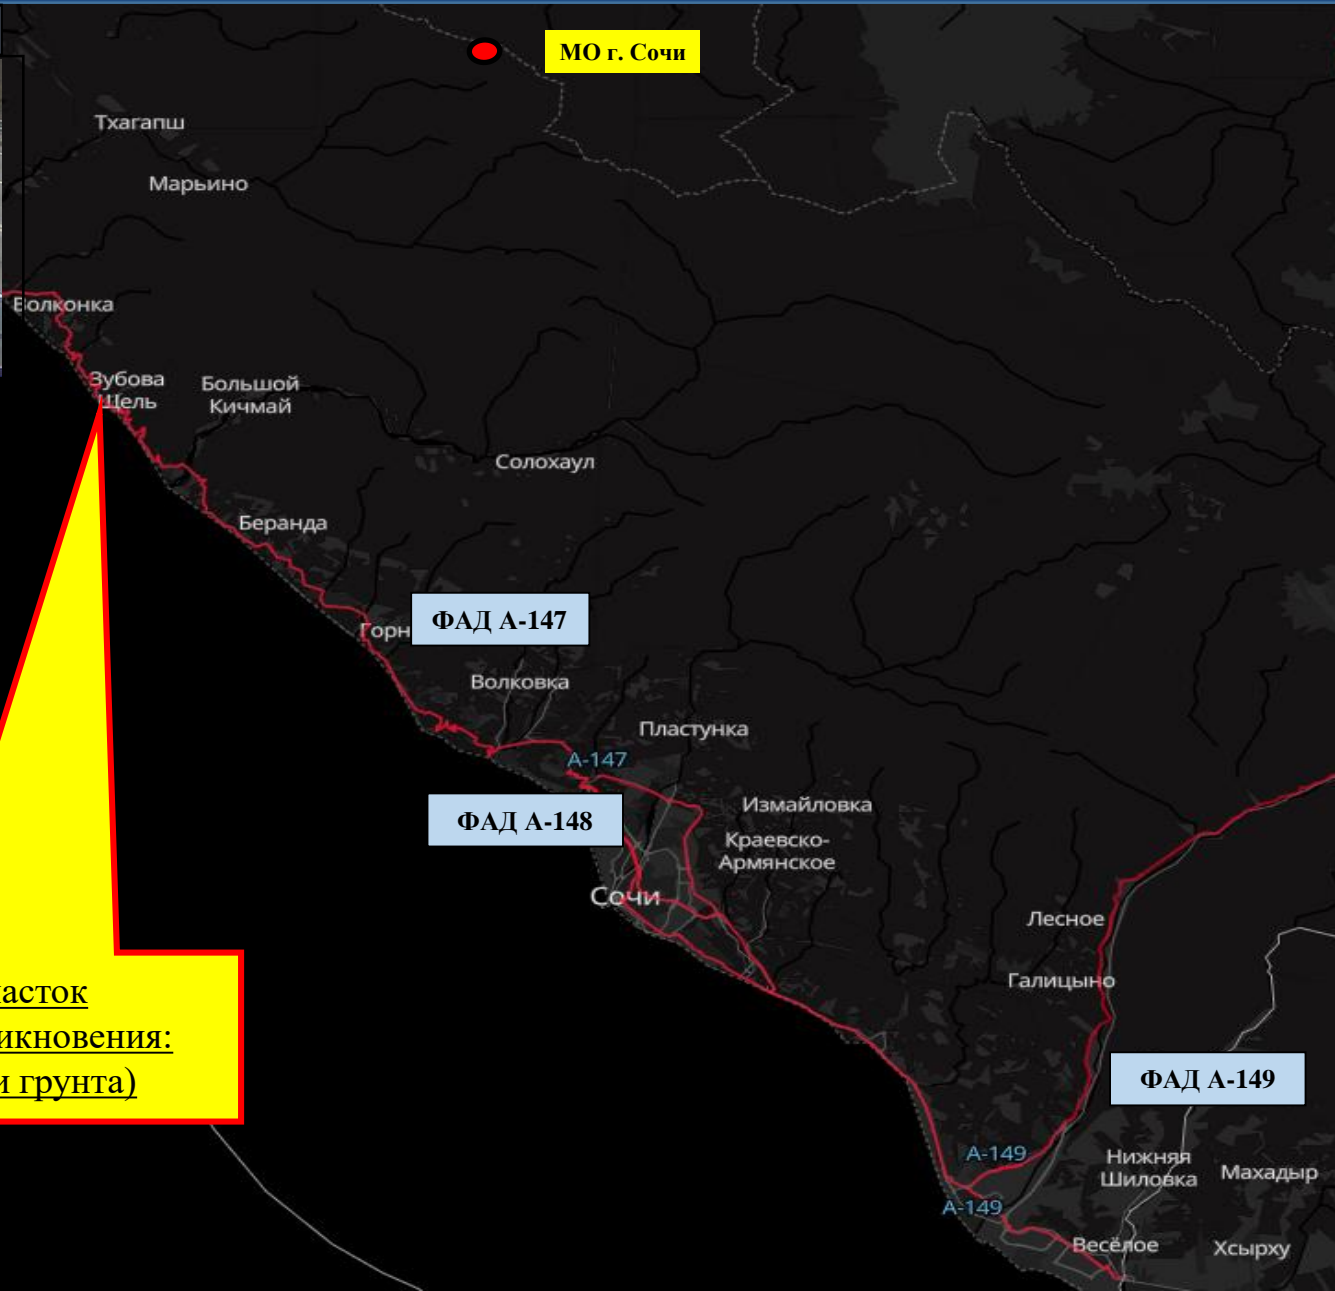 МО г. Сочи
Тхагапш
Марьино
Волконка
Зубова
Щель
Большой
Кичмай
Солохаул
Беранда
ФАД А-147
Горн
Волковка
Пластунка
А-147
ФАД А-148
Измайловка
Краевско-
Армянское
Сочи
Лесное
Галицыно
асток
икновения:
и грунта)
ФАД А-149
А-149
Нижняя
Шиловка
Махадыр
А-149
Весёлое
Хсырху